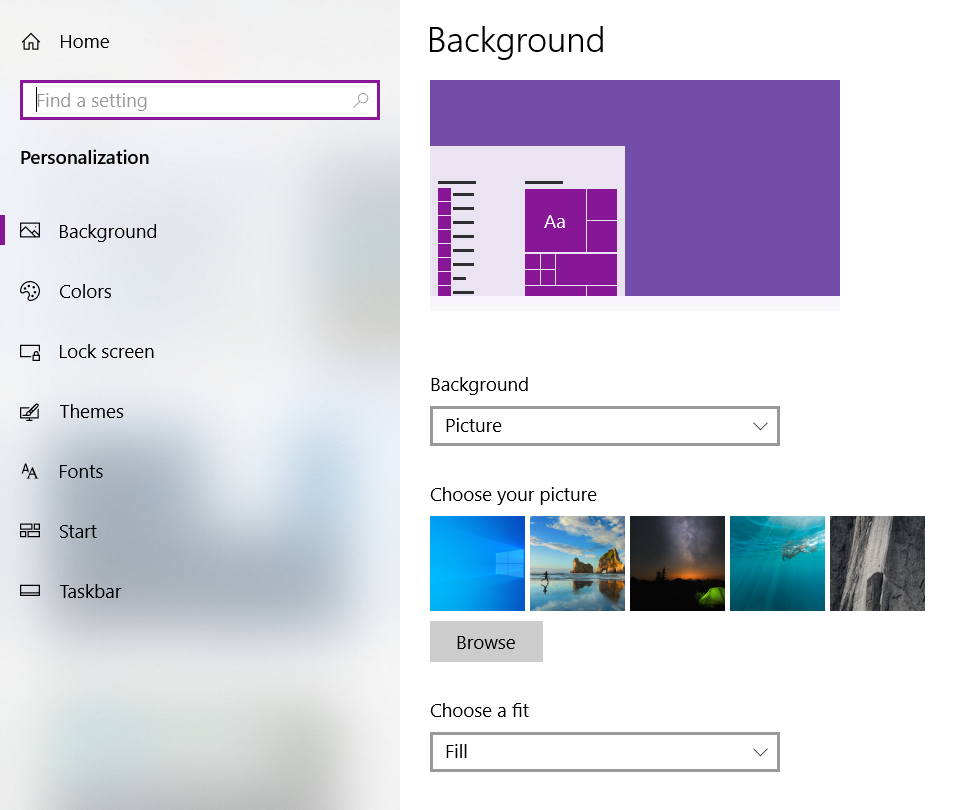 Home
Find a setting
Personalization
Background
Colors
Lock screen
Themes
Fonts
Start
Taskbar
Background
Aa
Background
Picture
Choose your picture
Browse
Choose a fit
Fill